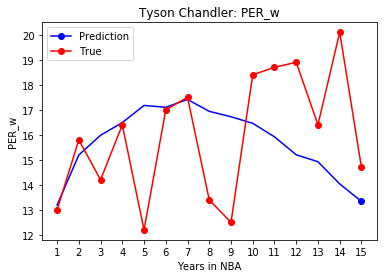 Tyson Chandler: PER_w
Prediction
True
20
19
18
17
16
15
14
13
12
PER_w
1 2 3 4 5 6 7 8 9 10 11 12 13 14 15
Years in NBA